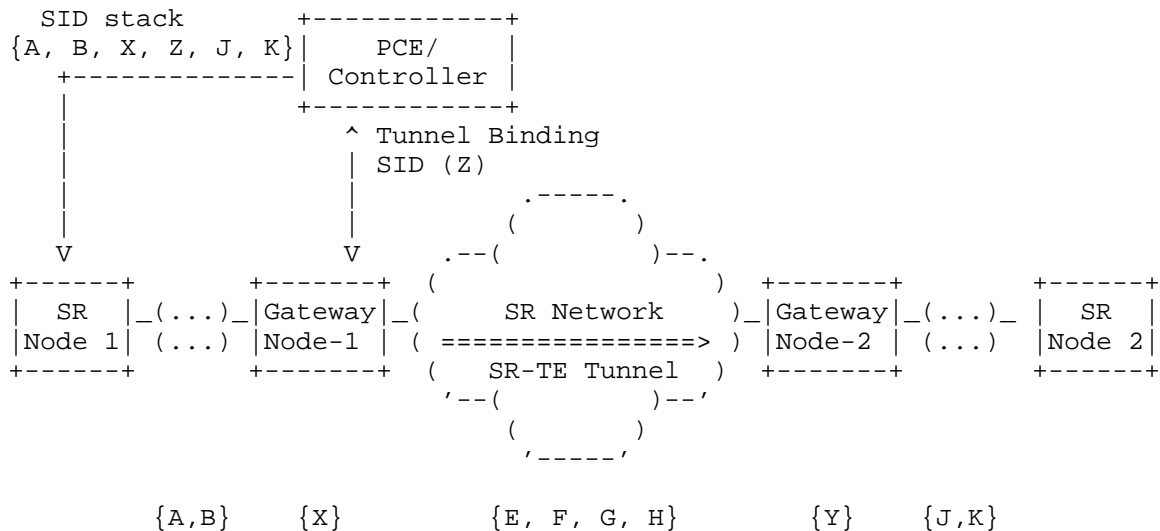 SID stack         +------------+
{A, B, X, Z, J, K}|    PCE/    |
   +--------------| Controller |
   |              +------------+
   |                 ^ Tunnel Binding
   |                 | SID (Z)
   |                 |           .-----.
   |                 |          (       )
   V                 V      .--(         )--.
+------+       +-------+  (                 )  +-------+       +------+
|  SR  |_(...)_|Gateway|_(     SR Network    )_|Gateway|_(...)_ |  SR  |
|Node 1| (...) |Node-1 | ( ================> ) |Node-2 | (...)  |Node 2|
+------+       +-------+  (   SR-TE Tunnel  )  +-------+        +------+
                           '--(         )--'
                               (       )
                                '-----'
{A,B}   {X}   {E, F, G, H}   {Y}   {J,K}